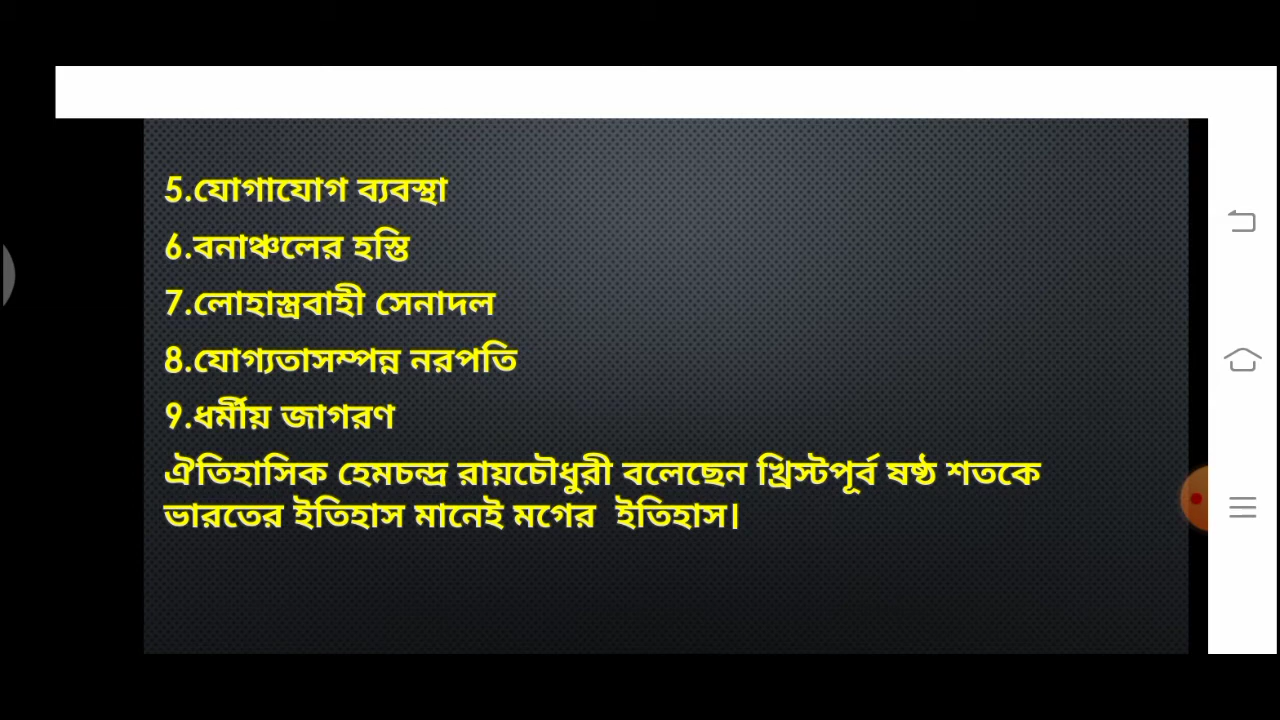 5.যোগাযোগ ব্যবস্থা
6.বনাঞ্চলের হস্তি
7.লোহাস্ত্রবাহী সেনাদল
8.যোগ্যতাসম্পন্ন নরপতি
9.ধর্মীয় জাগরণ
ঐতিহাসিক হেমচন্দ্র রায়চৌধুরী বলেছেন খ্রিস্টপূর্ব ষষ্ঠ শতকে
ভারতের ইতিহাস মানেই মগের ইতিহাস।